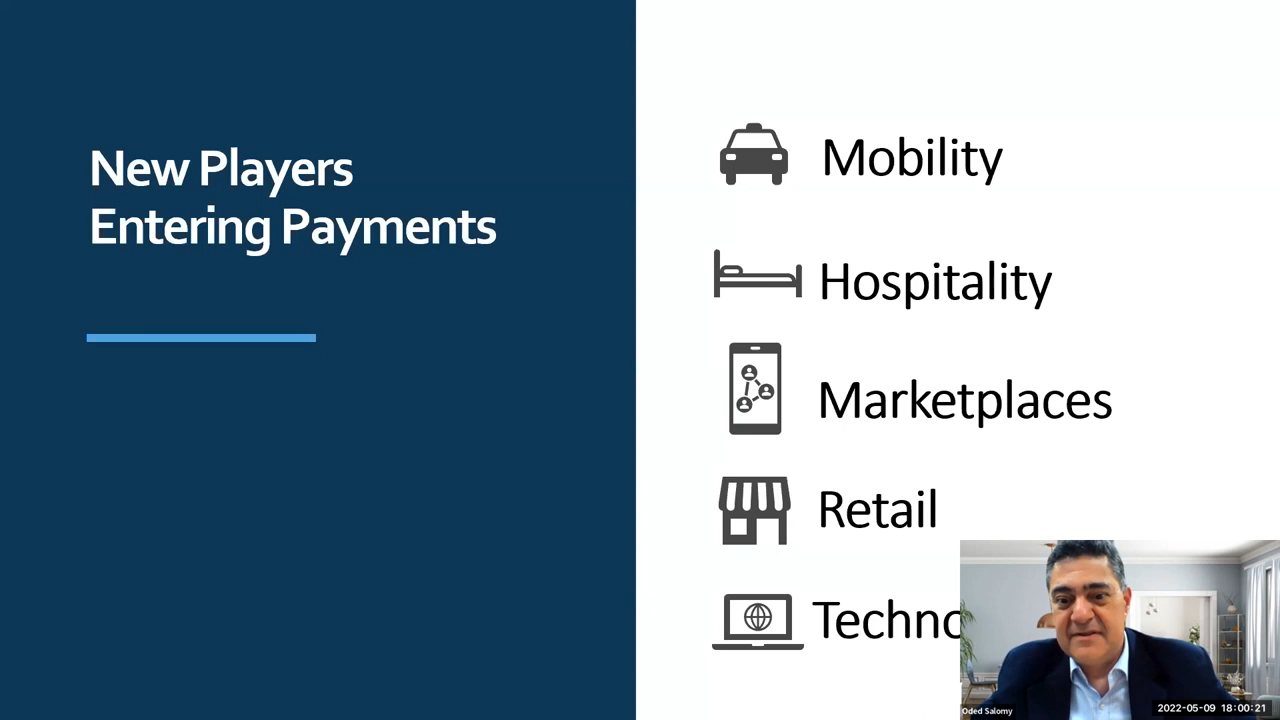 New Players
Entering Payments
Mobility
Hospitality
Marketplaces
Retail
Techno
Oded Salomy
2022-05-09 18:00:21